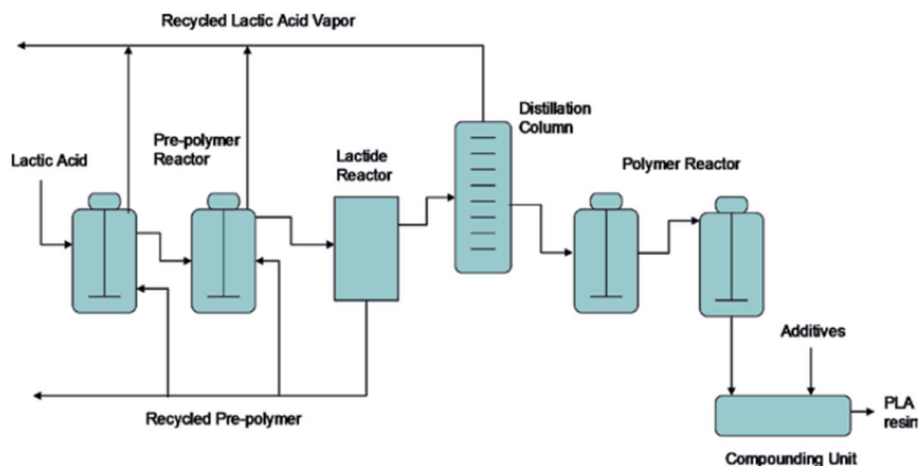 Recycled Lactic Acid Vapor
Distillation
Column
Pre-polymer
Reactor
Lactic Acid
Lactide
Reactor
Polymer Reactor
Additives
Recycled Pre-polymer
PLA
resin
Compounding Unit